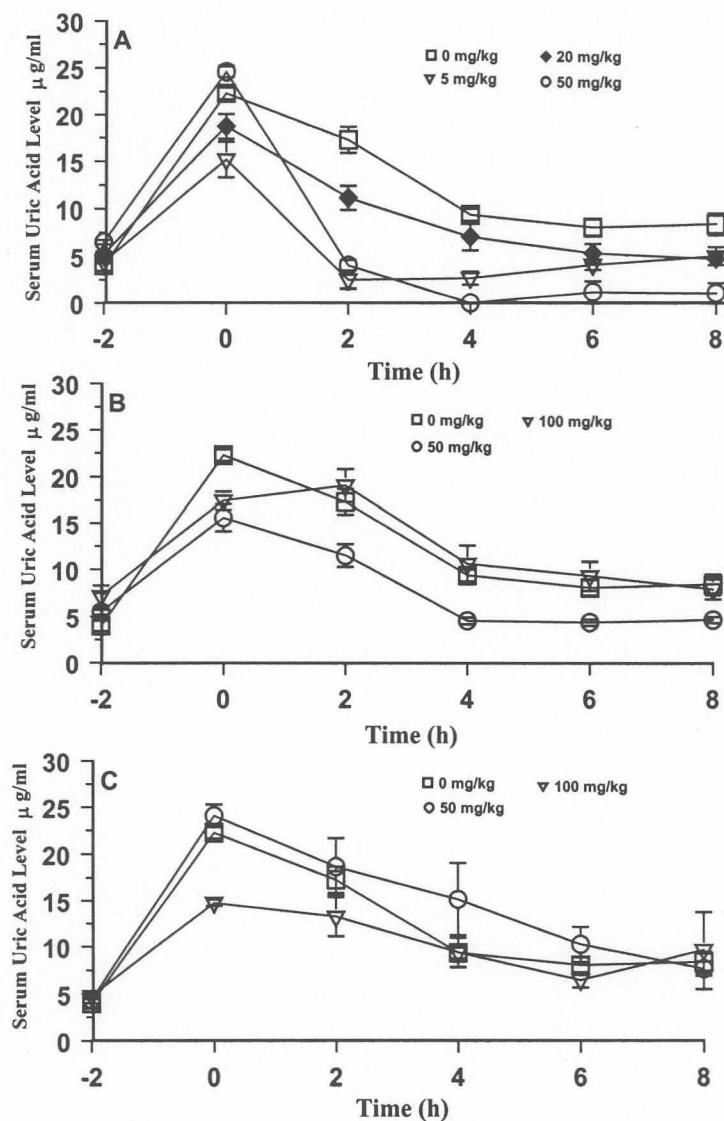 A
0 mg/kg 20 mg/kg
5 mg/kg 50 mg/kg
Serum Uric Acid Level μ g/ml
30
25
20
15
10
5
0
-2 0 2 4 6 8
Time (h)
B
0 mg/kg 100 mg/kg
50 mg/kg
Serum Uric Acid Level μ g/ml
30
25
20
15
10
5
0
-2 0 2 4 6 8
Time (h)
C
0 mg/kg 100 mg/kg
50 mg/kg
Serum Uric Acid Level μ g/ml
30
25
20
15
10
5
0
-2 0 2 4 6 8
Time (h)